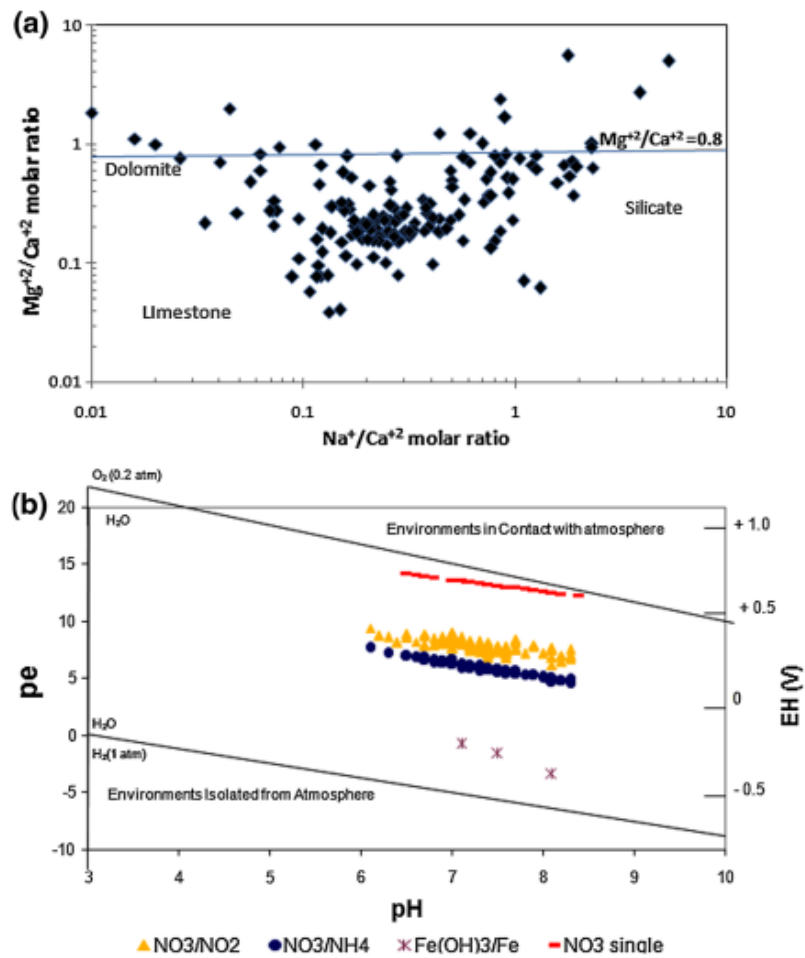 (a)
10
1
0.1
0.01
Mg+2/Ca+2 molar ratio
Mg+2/Ca+2=0.8
Dolomite
Silicate
LImestone
0.01
0.1
1
10
Na+/Ca+2 molar ratio
(b)
O2 (0.2 atm)
20
H2O
Environments in Contact with atmosphere
+ 1.0
15
10
+ 0.5
pe
5
0
EH (V)
H2O
0
H2(1 atm)
Environments Isolated from Atmosphere
- 0.5
-5
-10
3
4
5
6
7
8
9
10
pH
NO3/NO2
NO3/NH4
Fe(OH)3/Fe
NO3 single